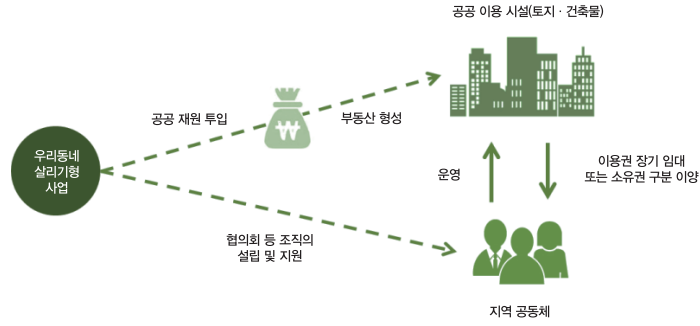 공공 이용 시설(토지 · 건축물)
공공 재원 투입
₩
부동산 형성
우리동네
살리기형
사업
운영
이용권 장기 임대
또는 소유권 구분 이양
협의회 등 조직의
설립 및 지원
지역 공동체